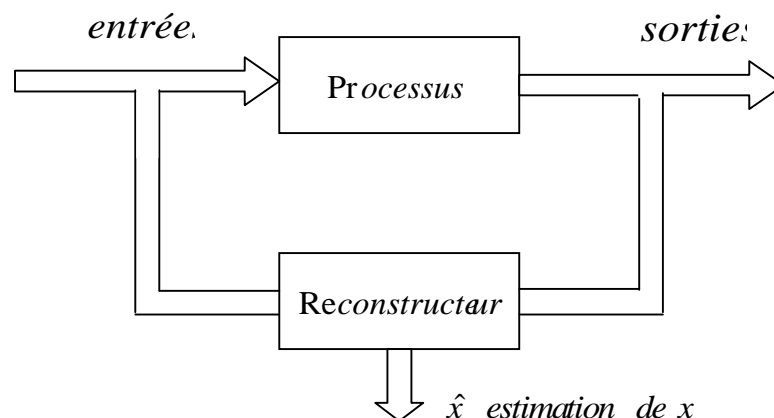 entrée.
sorties
Processus
Reconstructeur
x̂ estimation de x